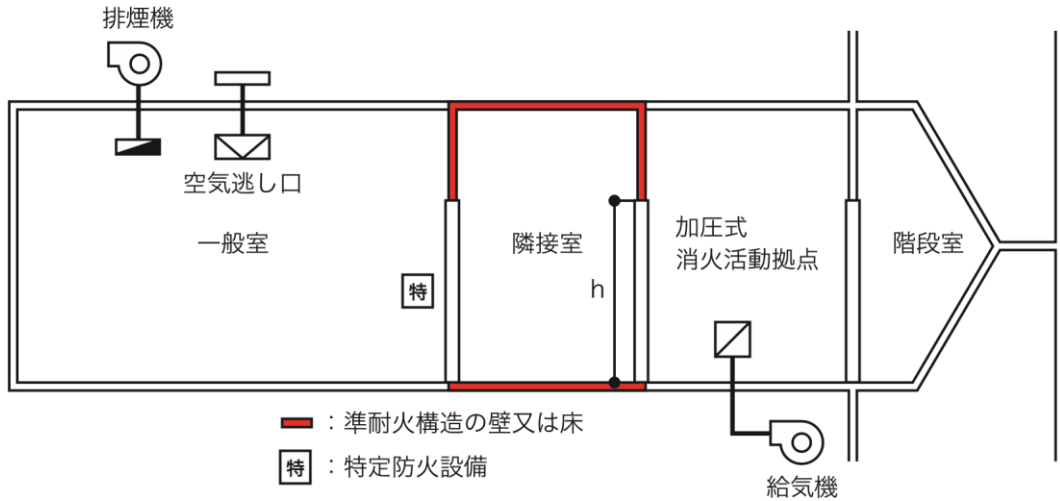 排煙機
空気逃し口
一般室
隣接室
加圧式
消火活動拠点
階段室
特
h
：準耐火構造の壁又は床
特 ：特定防火設備
給気機